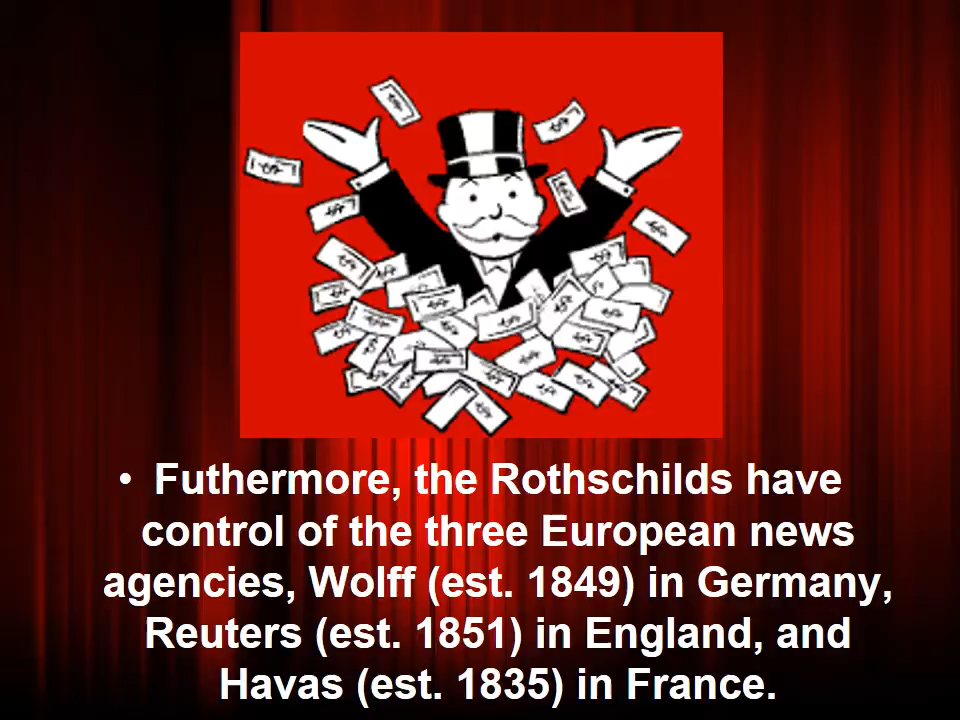 • Futhermore, the Rothschilds have
control of the three European news
agencies, Wolff (est. 1849) in Germany,
Reuters (est. 1851) in England, and
Havas (est. 1835) in France.